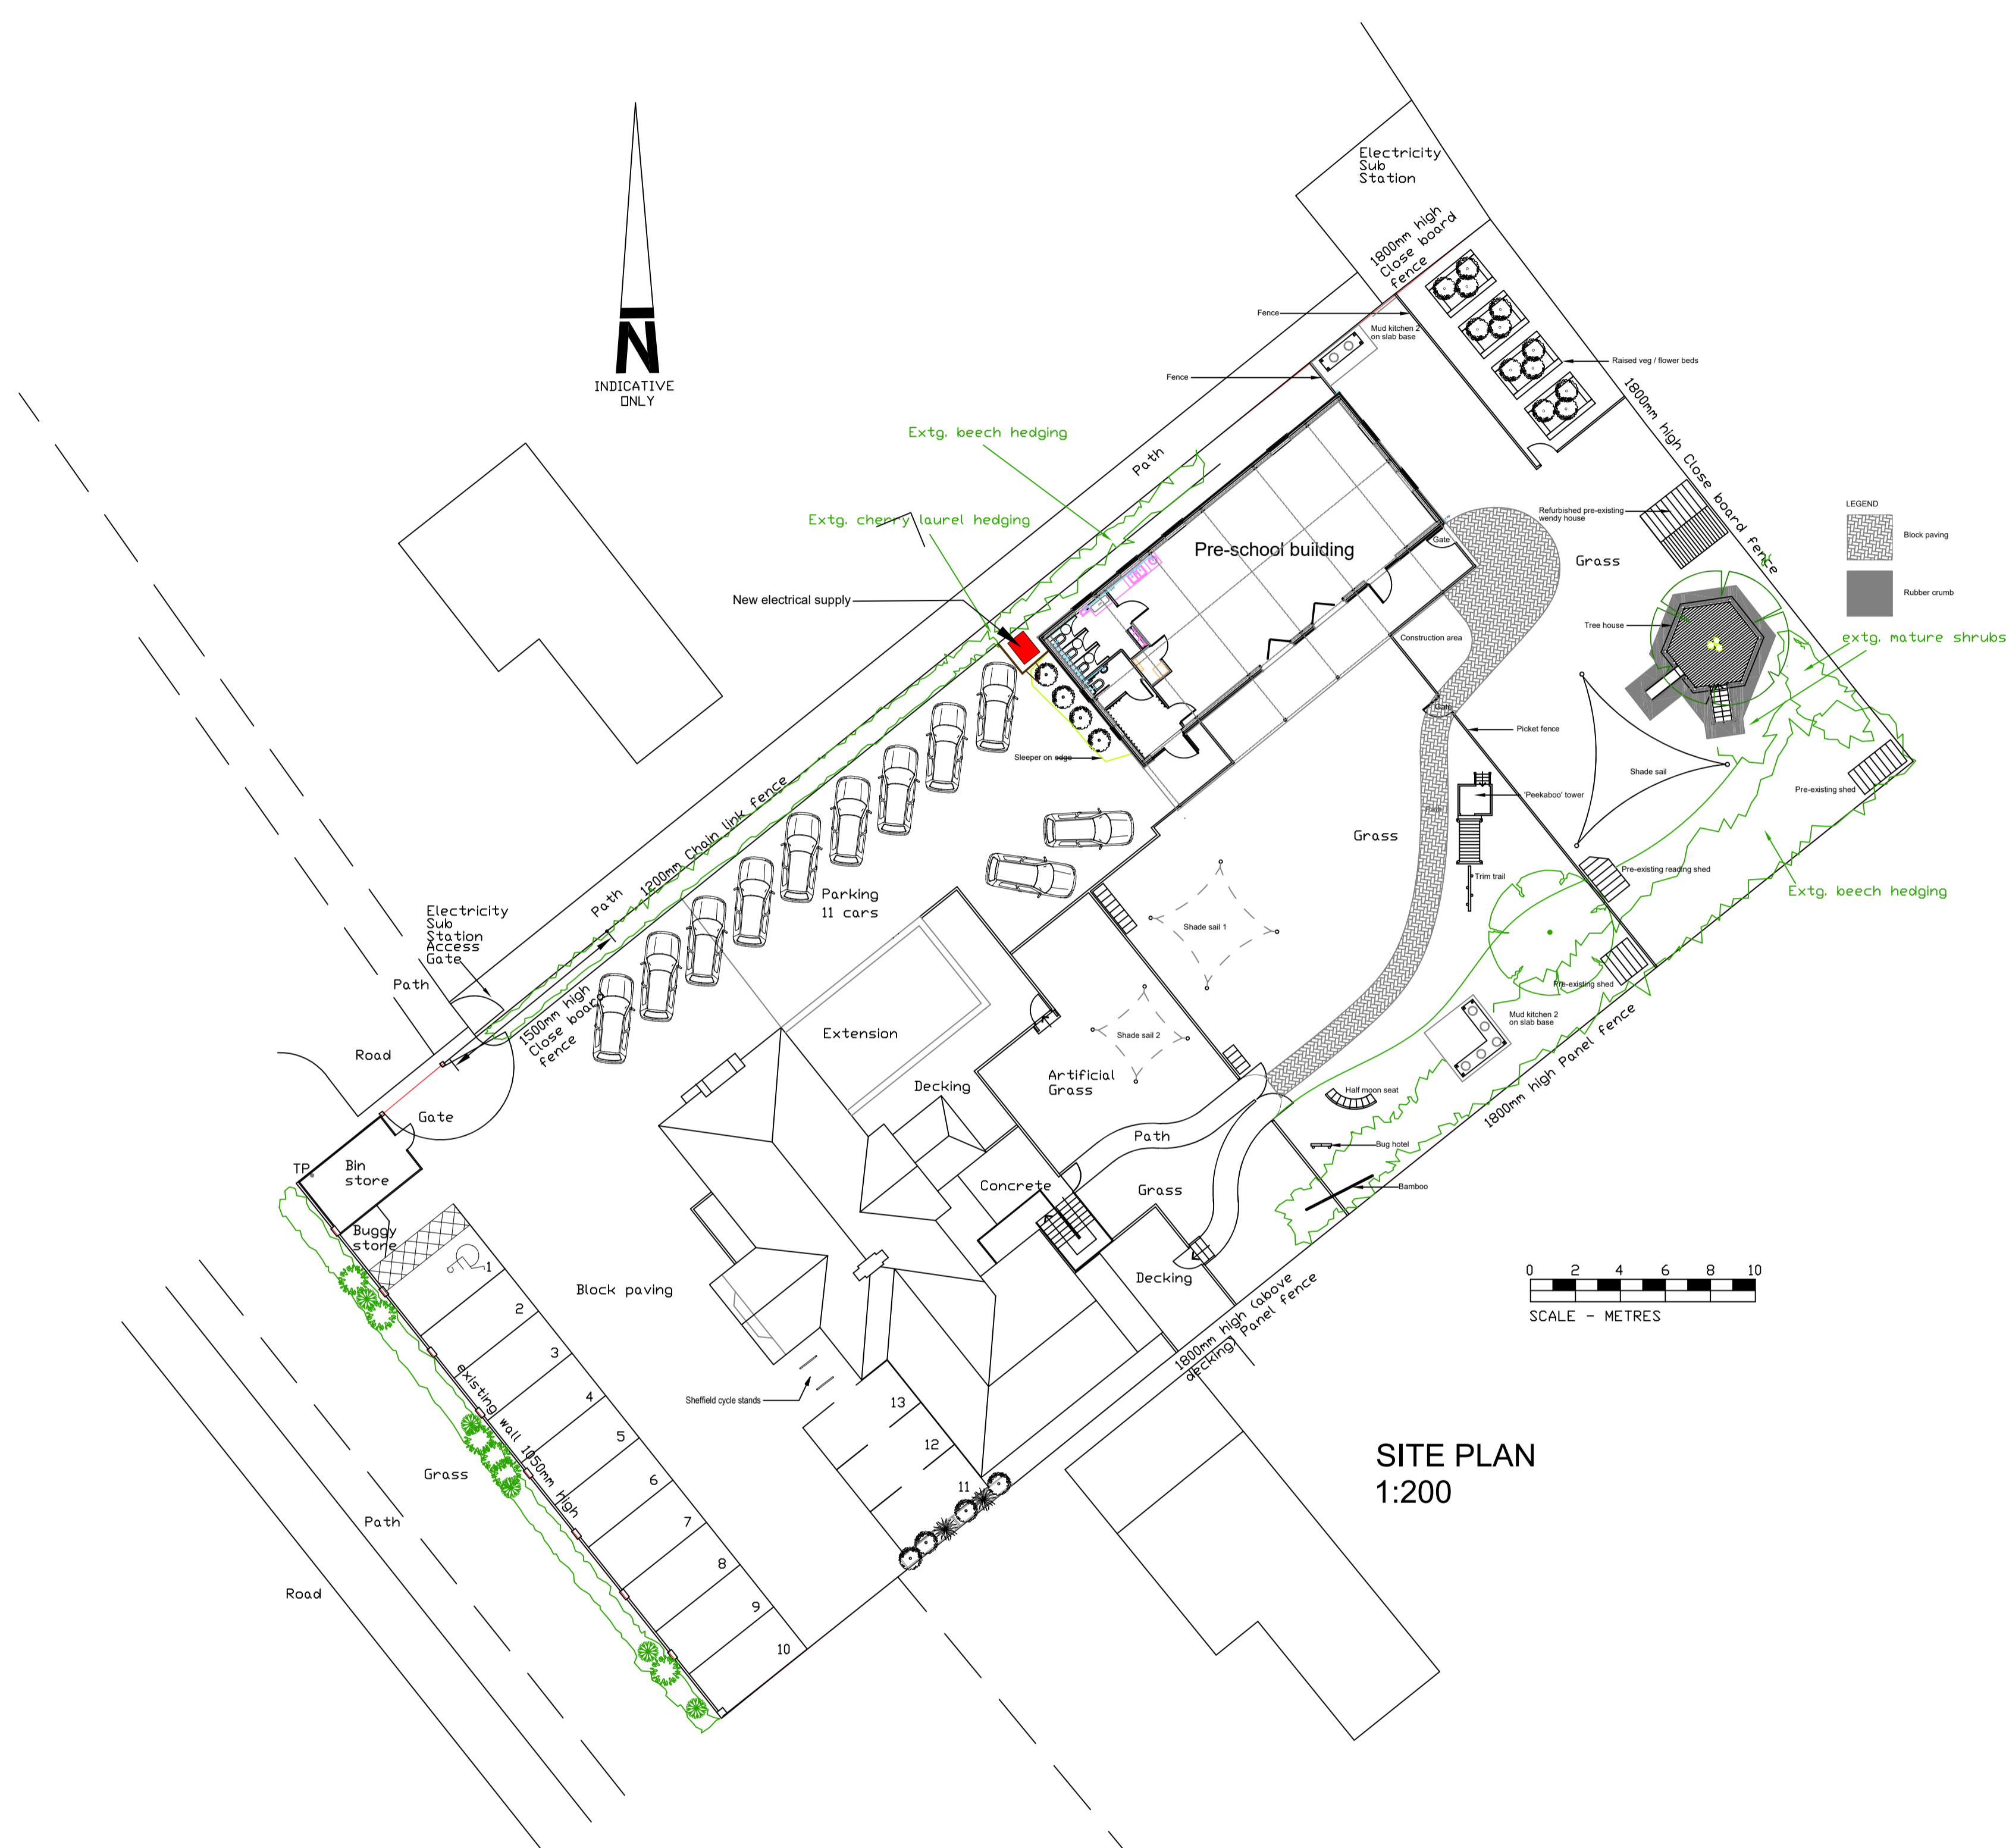 Electricity
Sub
Station
1800mm high
Close board
fence
N
INDICATIVE
ONLY
Fence
Mud kitchen 2
on slab base
Raised veg / flower beds
Fence
1800mm high Close board fence
Extg. beech hedging
Path
LEGEND
Block paving
Rubber crumb
Refurbished pre-existing
wendy house
Extg. cherry laurel hedging
Gate
Pre-school building
Grass
New electrical supply
Tree house
Construction area
extg. mature shrubs
Gate
Picket fence
Sleeper on edge
Shade sail
Pre-existing shed
'Peekaboo' tower
Path
Grass
1200mm Chain link fence
Path
Parking
11 cars
Trim trail
Pre-existing reading shed
Extg. beech hedging
Electricity
Sub
Station
Access
Gate
Shade sail 1
Path
1500mm high
Close board
fence
Pre-existing shed
Mud kitchen 2
on slab base
Extension
Shade sail 2
Road
Artificial
Grass
Decking
1800mm high Panel fence
Half moon seat
Gate
Path
Bug hotel
TP
Bin
store
Concrete
Grass
Bamboo
Buggy
store
1
Block paving
Decking
0 2 4 6 8 10
SCALE - METRES
2
3
4
5
6
7
8
9
10
1800mm high (above
decking) Panel fence
Sheffield cycle stands
13
12
11
existing wall 1050mm high
Grass
Path
Road
SITE PLAN
1:200